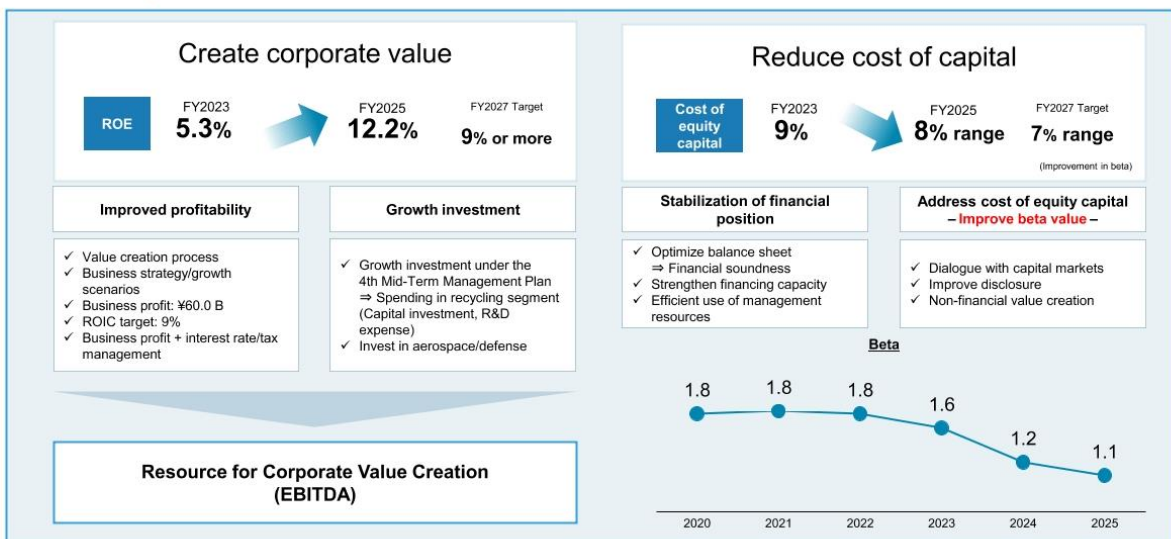 Create corporate value
ROE
FY2023
5.3%
FY2025
12.2%
FY2027 Target
9% or more
Improved profitability
✓ Value creation process
✓ Business strategy/growth
scenarios
✓ Business profit: ¥60.0 B
✓ ROIC target: 9%
✓ Business profit + interest rate/tax
management
Growth investment
✓ Growth investment under the
4th Mid-Term Management Plan
⇒ Spending in recycling segment
(Capital investment, R&D
expense)
✓ Invest in aerospace/defense
Resource for Corporate Value Creation
(EBITDA)
Reduce cost of capital
Cost of
equity
capital
FY2023
9%
FY2025
8% range
FY2027 Target
7% range
(Improvement in beta)
Stabilization of financial
position
✓ Optimize balance sheet
⇒ Financial soundness
✓ Strengthen financing capacity
✓ Efficient use of management
resources
Address cost of equity capital
– Improve beta value –
✓ Dialogue with capital markets
✓ Improve disclosure
✓ Non-financial value creation
Beta
1.8
1.8
1.8
1.6
1.2
1.1
2020
2021
2022
2023
2024
2025